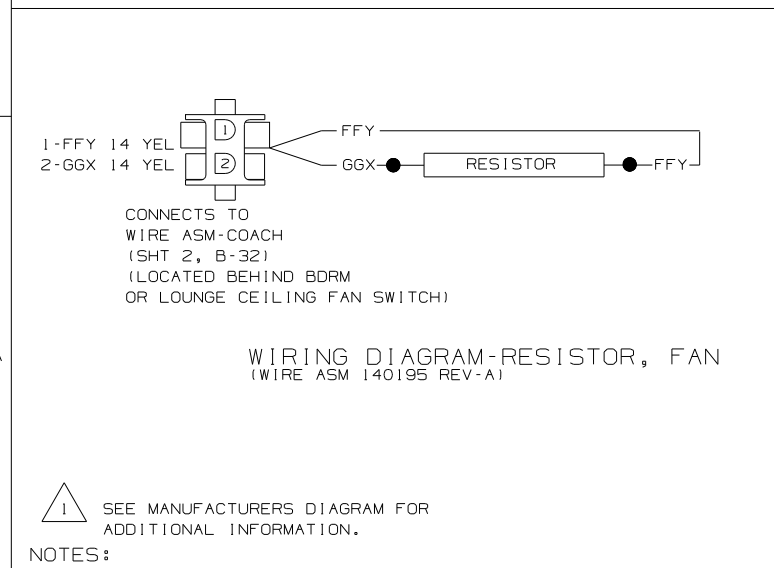 1-FFY 14 YEL
2-GGX 14 YEL
1
2
FFY
GGX
RESISTOR
FFY
CONNECTS TO
WIRE ASM-COACH
(SHT 2, B-32)
(LOCATED BEHIND BDRM
OR LOUNGE CEILING FAN SWITCH)
WIRING DIAGRAM-RESISTOR, FAN
(WIRE ASM 140195 REV-A)
1
SEE MANUFACTURERS DIAGRAM FOR
ADDITIONAL INFORMATION.
NOTES: